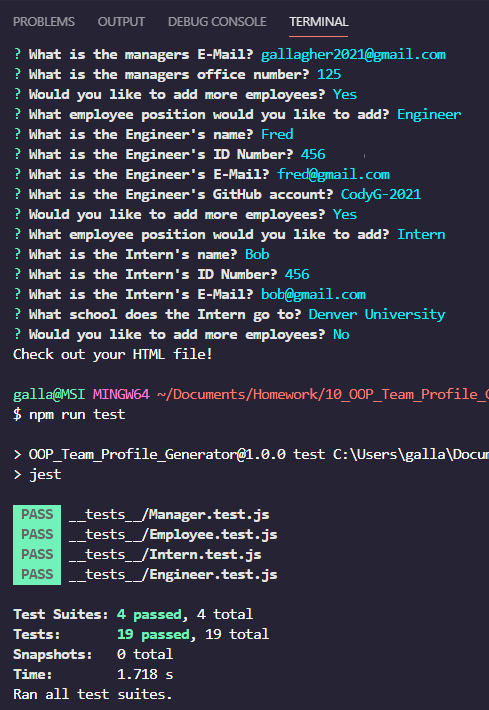 PROBLEMS OUTPUT DEBUG CONSOLE TERMINAL
? What is the managers E-Mail? gallagher2021@gmail.com
? What is the managers office number? 125
? Would you like to add more employees? Yes
? What employee position would you like to add? Engineer
? What is the Engineer's name? Fred
? What is the Engineer's ID Number? 456
? What is the Engineer's E-Mail? fred@gmail.com
? What is the Engineer's GitHub account? CodyG-2021
? Would you like to add more employees? Yes
? What employee position would you like to add? Intern
? What is the Intern's name? Bob
? What is the Intern's ID Number? 456
? What is the Intern's E-Mail? bob@gmail.com
? What school does the Intern go to? Denver University
? Would you like to add more employees? No
Check out your HTML file!
galla@MSI MINGW64 ~/Documents/Homework/10_OOP_Team_Profile_G
$ npm run test
> OOP_Team_Profile_Generator@1.0.0 test C:\Users\galla\Docum
> jest
PASS __tests__/Manager.test.js
PASS __tests__/Employee.test.js
PASS __tests__/Intern.test.js
PASS __tests__/Engineer.test.js
Test Suites: 4 passed, 4 total
Tests: 19 passed, 19 total
Snapshots: 0 total
Time: 1.718 s
Ran all test suites.